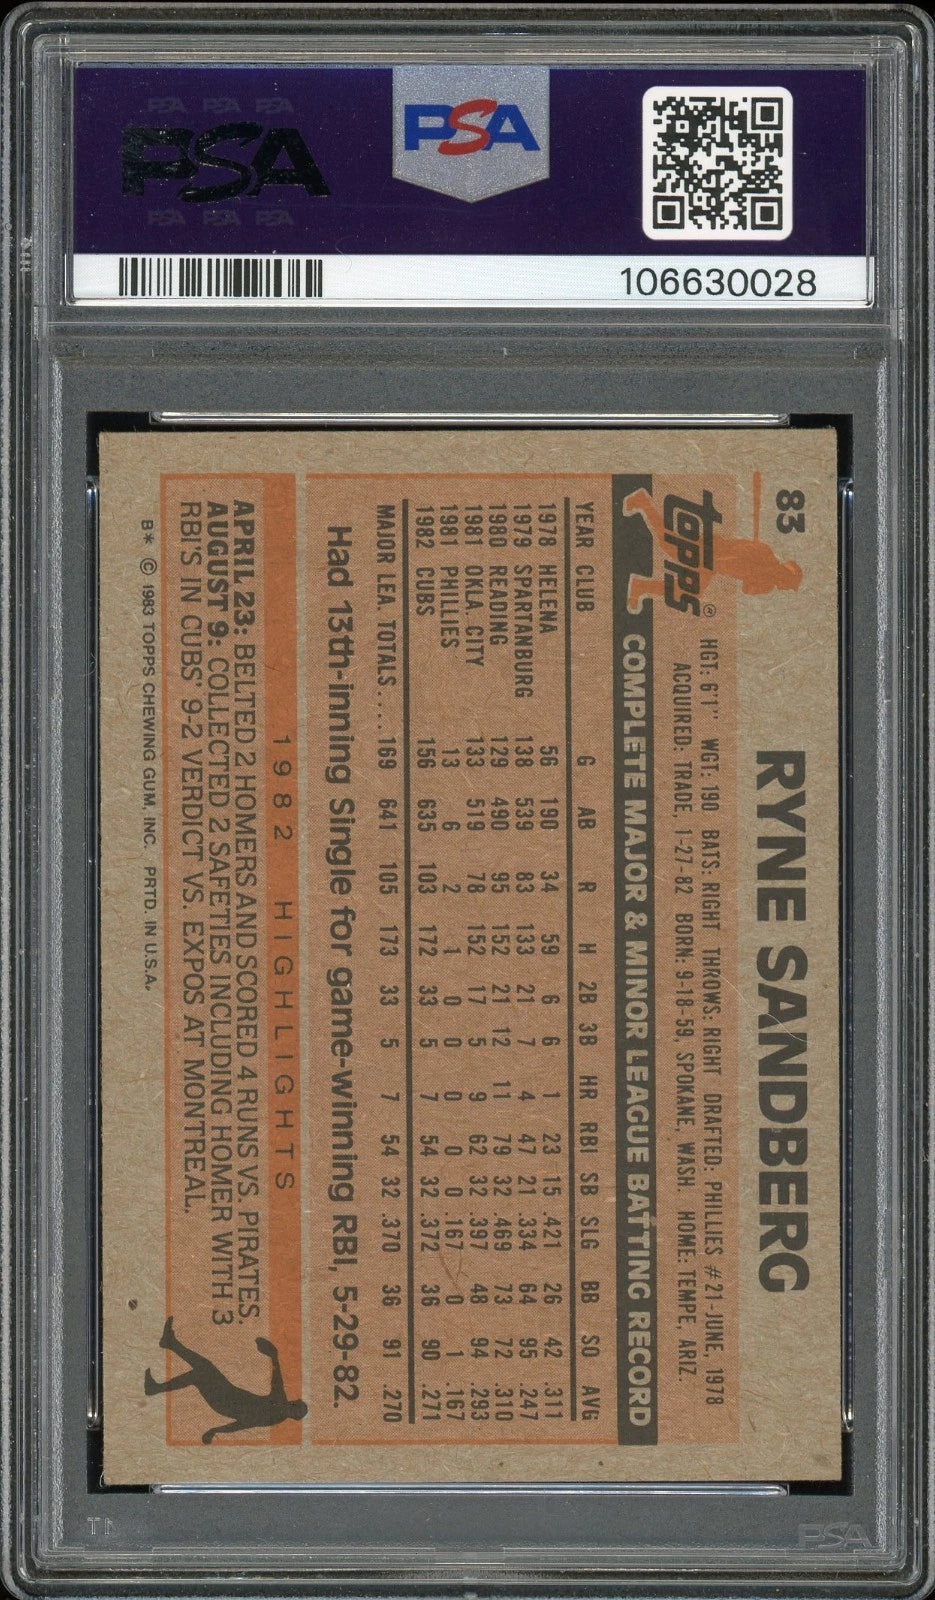 PSA PSA PSA
PSA
PSA PSA PSA
PSA
106630028
83
RYNE SANDBERG
Topps®
HGT: 6'1" WGT: 190 BATS: RIGHT THROWS: RIGHT DRAFTED: PHILLIES #21-JUNE, 1978
ACQUIRED: TRADE, 1-27-82 BORN: 9-18-59, SPOKANE, WASH. HOME: TEMPE, ARIZ.
COMPLETE MAJOR & MINOR LEAGUE BATTING RECORD
YEAR CLUB G AB R H 2B 3B HR RBI SB SLG BB SO AVG
1978 HELENA 56 190 34 59 6 6 1 23 15 .421 26 42 .311
1979 SPARTANBURG 138 539 83 133 21 7 4 47 21 .334 64 95 .247
1980 READING 129 490 95 152 21 12 11 79 32 .469 73 72 .310
1981 OKLA. CITY 133 519 78 152 17 5 9 62 32 .397 48 94 .293
1981 PHILLIES 13 6 2 1 0 0 0 0 0 .167 0 1 .167
1982 CUBS 156 635 103 172 33 5 7 54 32 .372 36 90 .271
MAJOR LEA. TOTALS.... 169 641 105 173 33 5 7 54 32 .370 36 91 .270
Had 13th-inning Single for game-winning RBI, 5-29-82.
1982 HIGHLIGHTS
APRIL 23: BELTED 2 HOMERS AND SCORED 4 RUNS VS. PIRATES.
AUGUST 9: COLLECTED 2 SAFETIES INCLUDING HOMER WITH 3
RBI'S IN CUBS' 9-2 VERDICT VS. EXPOS AT MONTREAL.
B* © 1983 TOPPS CHEWING GUM, INC. PRTD. IN U.S.A.
PSA